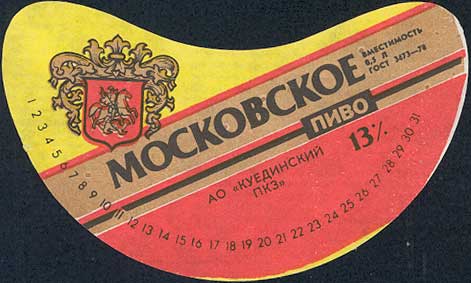 МОСКОВСКОЕ
ПИВО
ВМЕСТИМОСТЬ
0,5 Л
ГОСТ 3473—78
13%
АО «КУЕДИНСКИЙ
ПКЗ»
1 2 3 4 5 6 7 8 9 10 11 12 13 14 15 16 17 18 19 20 21 22 23 24 25 26 27 28 29 30 31